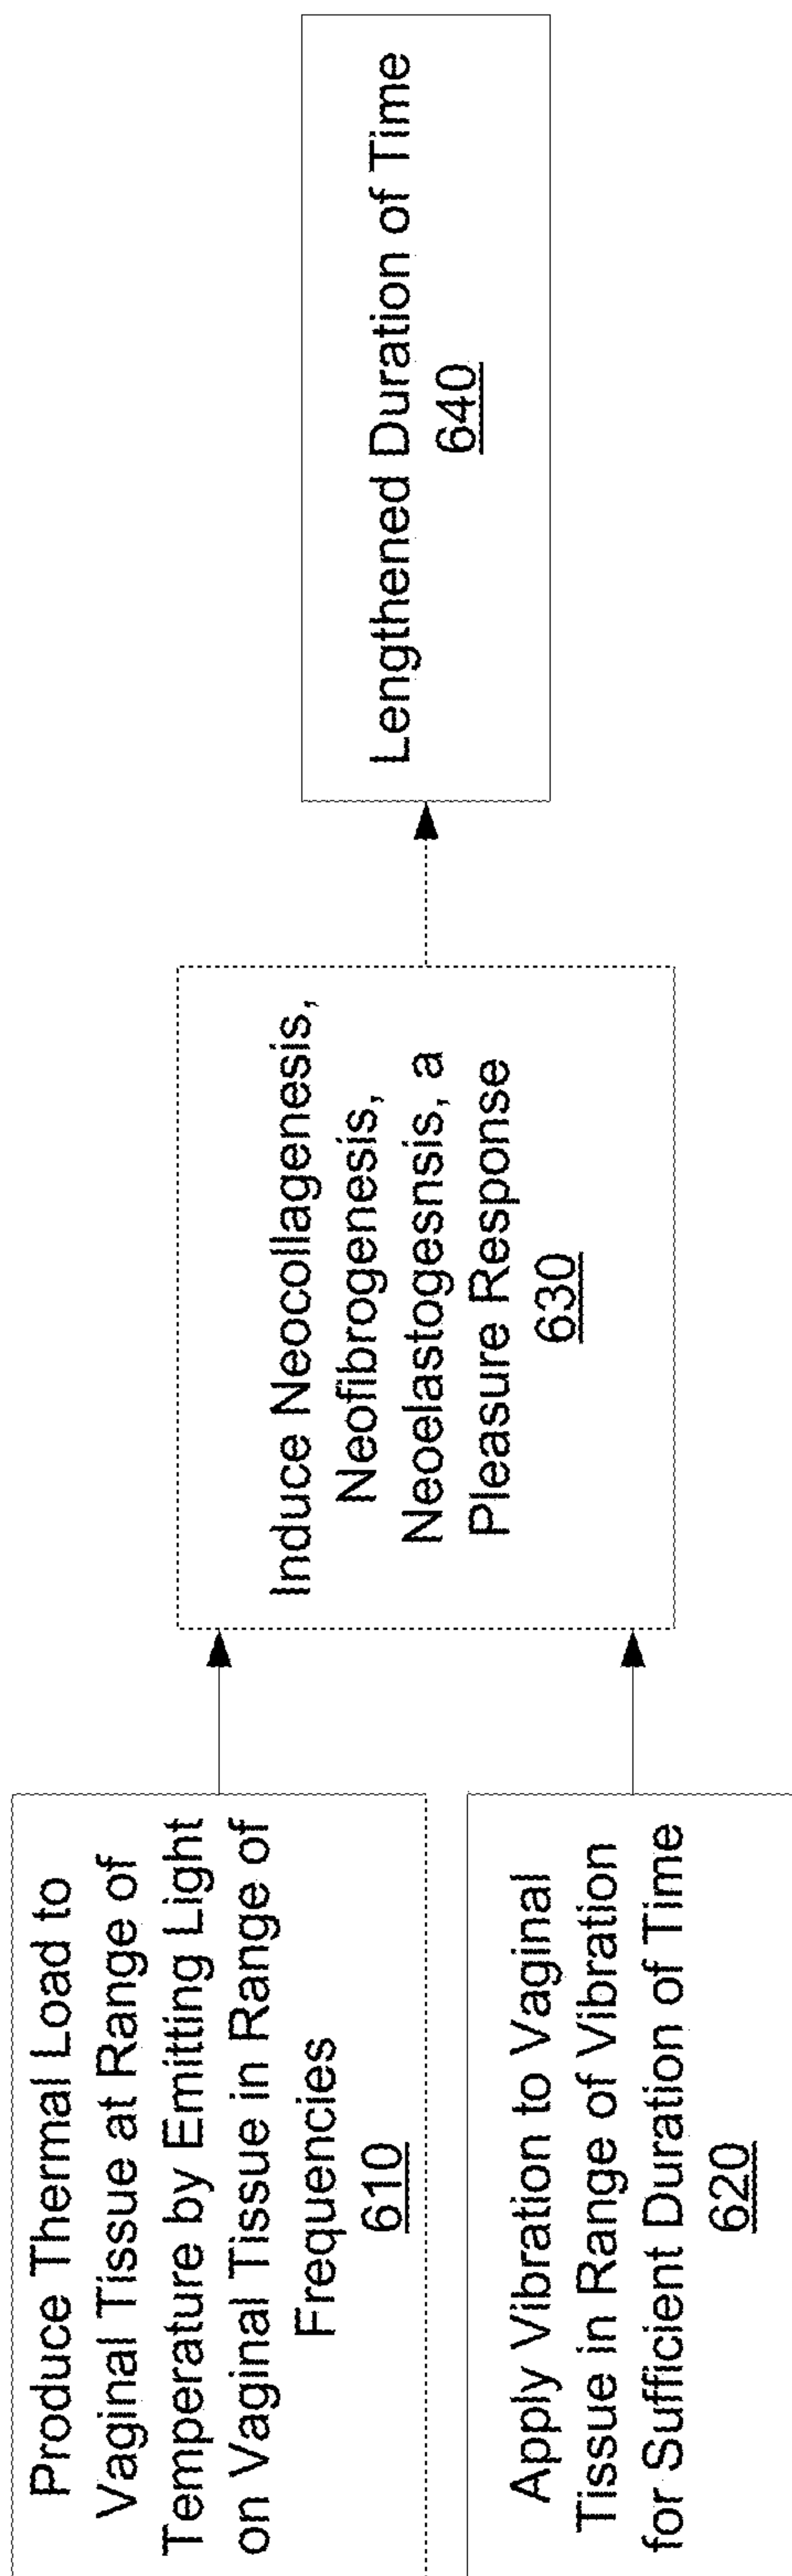 Produce Thermal Load to
Vaginal Tissue at Range of
Temperature by Emitting Light
on Vaginal Tissue in Range of
Frequencies
610
Apply Vibration to Vaginal
Tissue in Range of Vibration
for Sufficient Duration of Time
620
Induce Neocollagenesis,
Neofibrogenesis,
Neoelastogesnsis, a
Pleasure Response
630
Lengthened Duration of Time
640